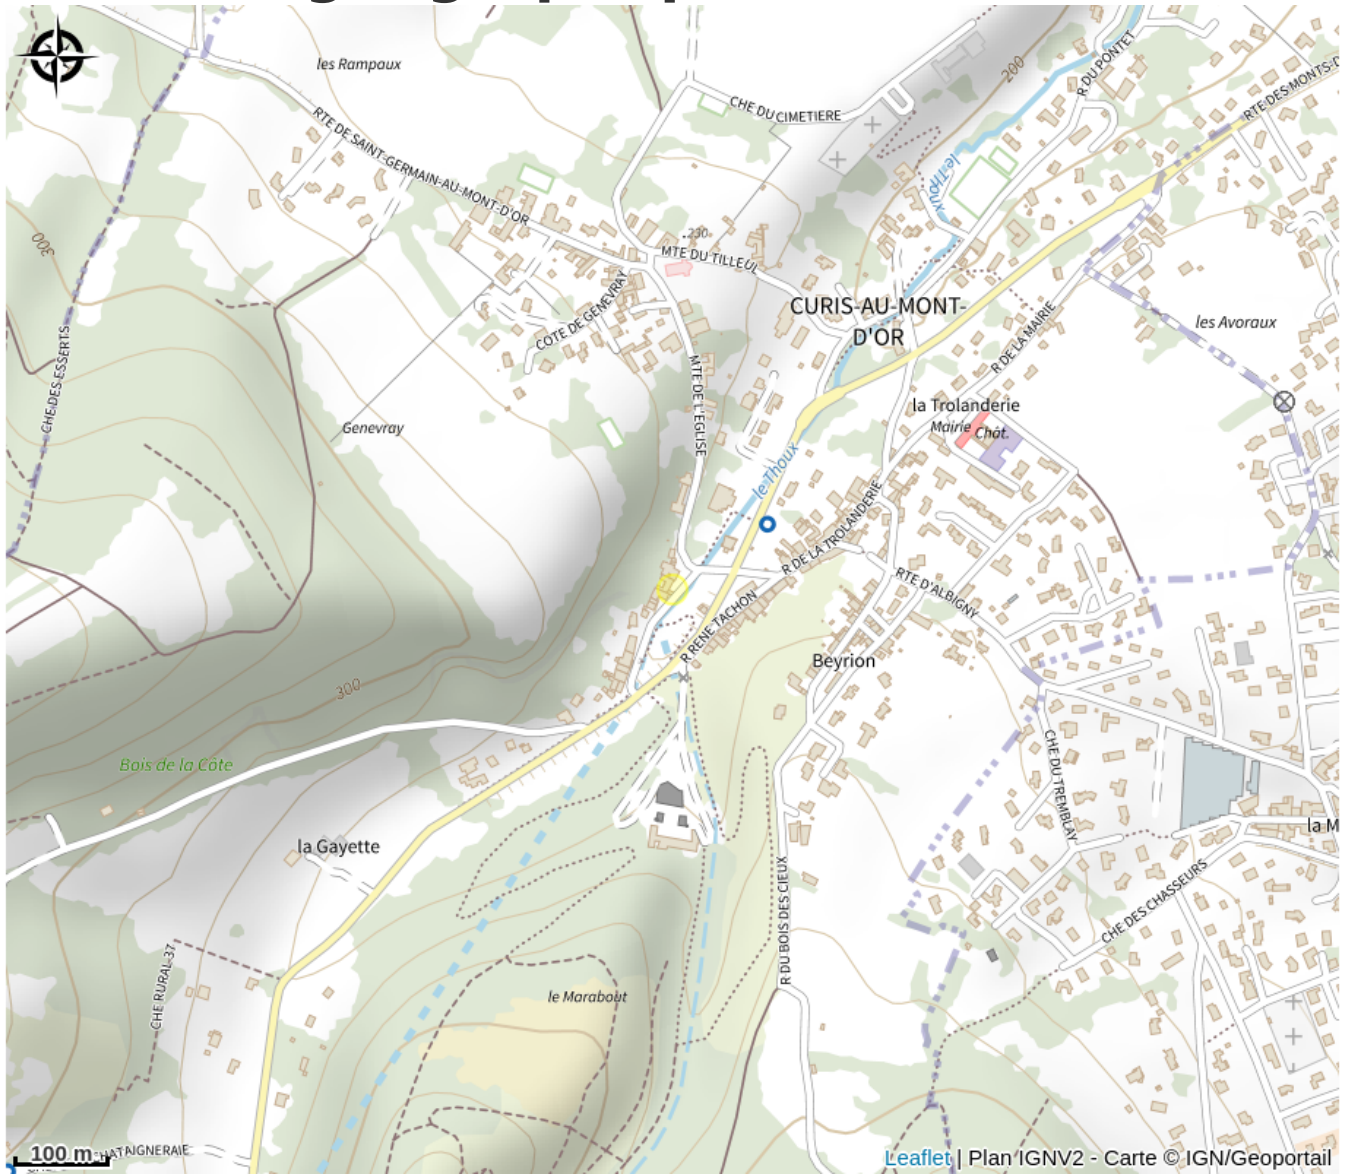 les Rampaux
200
R DU PONTET
RTE DES MONTS-D
CHE DU CIMETIERE
RTE DE SAINT-GERMAIN-AU-MONT-D'OR
le Thoux
300
230
MTE DU TILLEUL
COTE DE GENEVRAY
CURIS-AU-MONT-
D'OR
les Avoraux
R DE LA MAIRIE
CHE DES ESSERTS
MTE DE L'EGLISE
la Trolanderie
Mairie
Chât.
Genevray
le Thoux
R DE LA TROLANDERIE
RTE D'ALBIGNY
R RENE TACHON
Beyrion
300
Bois de la Côte
CHE DU TREMBLAY
la M
la Gayette
R DU BOIS DES CIEUX
CHE DES CHASSEURS
CHE RURAL 37
le Marabout
100 m
HATAIGNERAIE
Leaflet | Plan IGNV2 - Carte © IGN/Geoportail